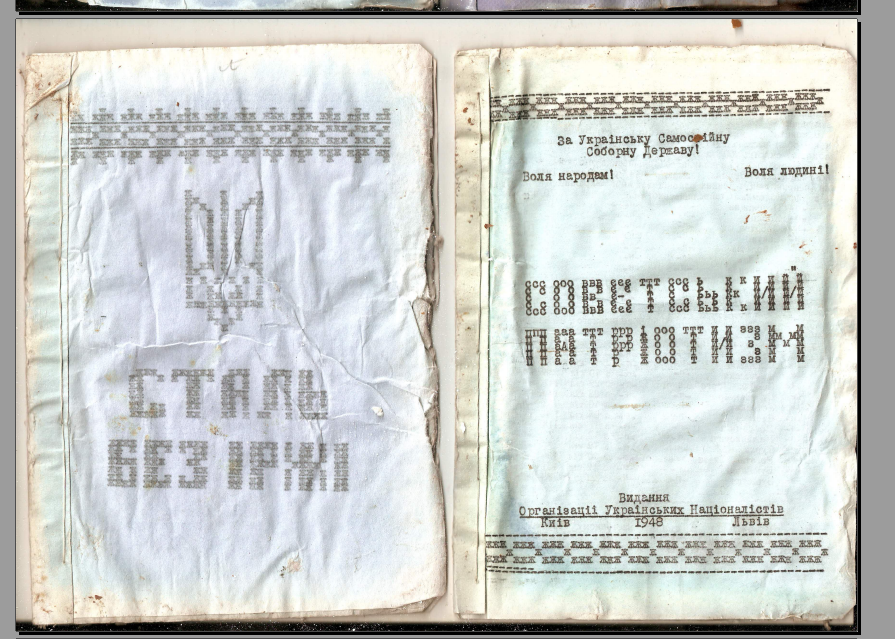 СТАЛЬ
БЕЗ ІРЖІ
За Українську Самостійну
Соборну Державу!
Воля народам! Воля людині!
СОВЕТСЬКИЙ
ПАТРІОТИЗМ
Видання
Організації Українських Націоналістів
Київ 1948 Львів